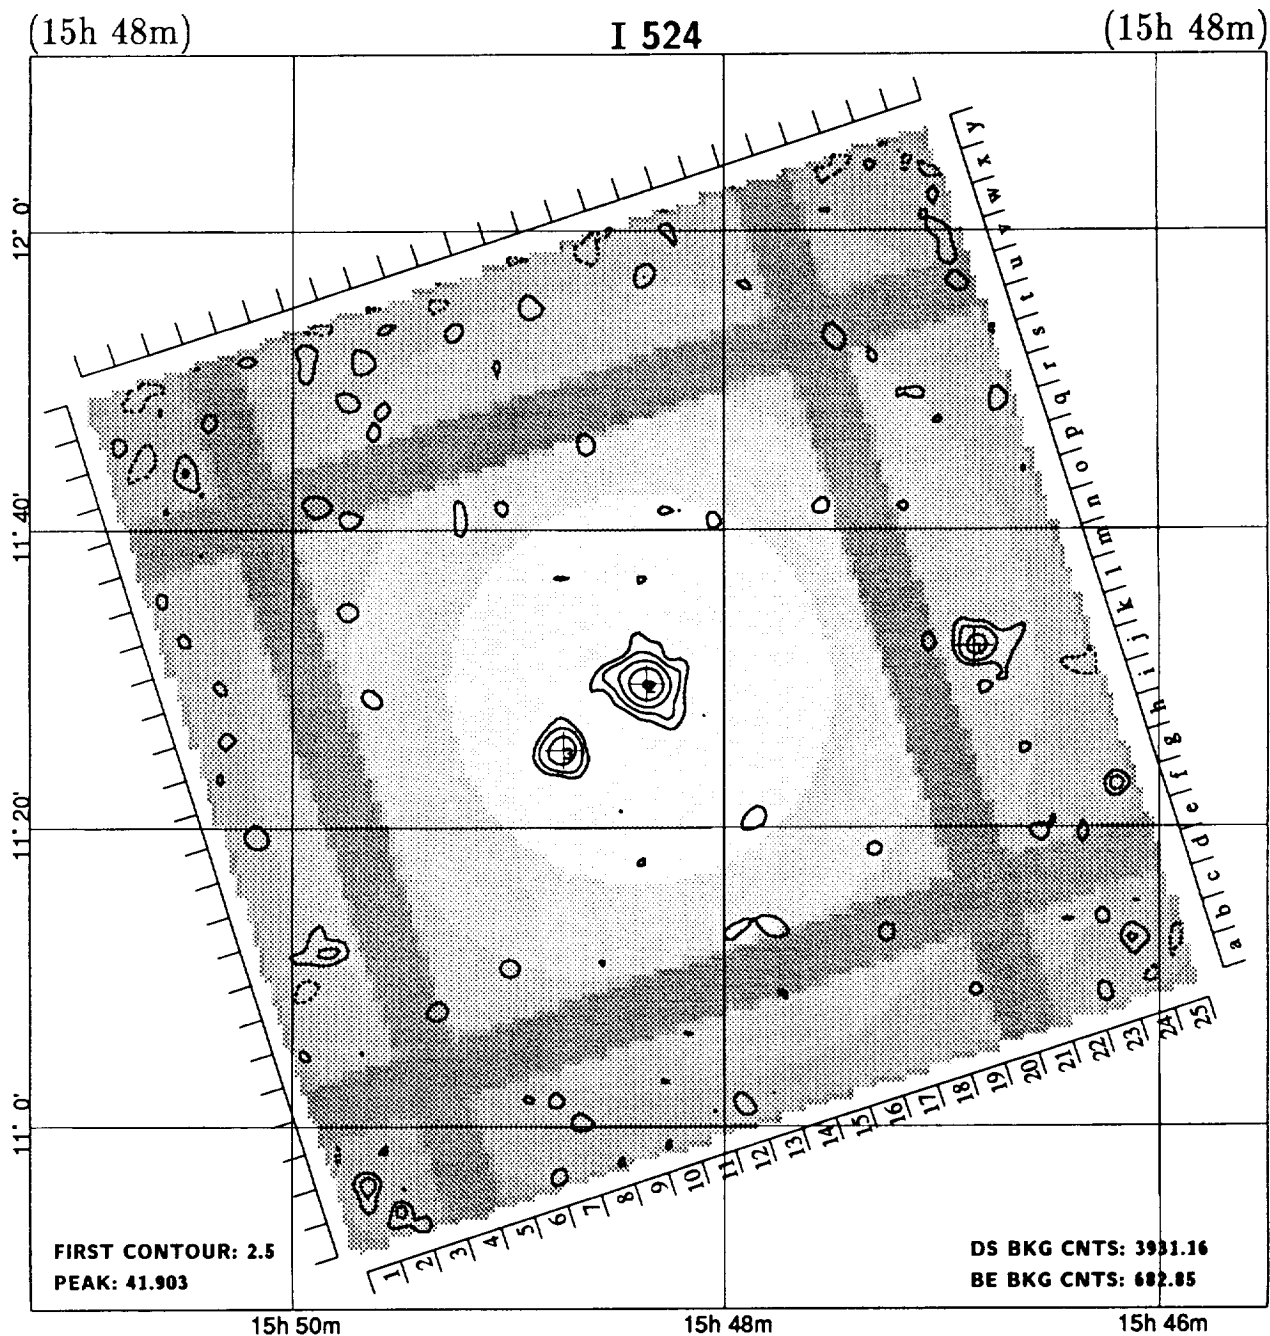 (15h 48m) I 524 (15h 48m)
12° 0'
11° 40'
11° 20'
11° 0'
a b c d e f g h i j k l m n o p q r s t u v w x y
1 2 3 4 5 6 7 8 9 10 11 12 13 14 15 16 17 18 19 20 21 22 23 24 25
2
3
FIRST CONTOUR: 2.5
PEAK: 41.903
DS BKG CNTS: 3931.16
BE BKG CNTS: 682.85
15h 50m 15h 48m 15h 46m